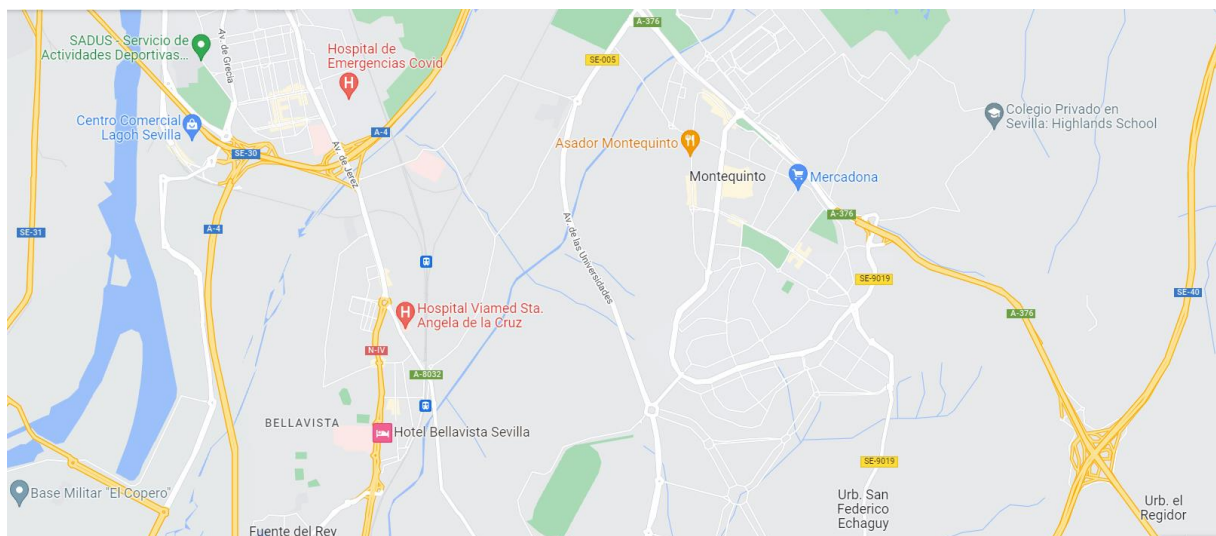 SADUS - Servicio de
Actividades Deportivas...
Av. de Grecia
Hospital de
Emergencias Covid
A-376
SE-005
Centro Comercial
Lagoh Sevilla
A-4
SE-30
Av. de Jerez
Asador Montequinto
Montequinto
Mercadona
Colegio Privado en
Sevilla: Highlands School
A-376
SE-31
A-4
Av. de las Universidades
SE-9019
SE-40
A-376
Hospital Viamed Sta.
Angela de la Cruz
N-IV
A-8032
BELLAVISTA
Hotel Bellavista Sevilla
SE-9019
Base Militar "El Copero"
Urb. San
Federico
Echaguy
Urb. el
Regidor
Fuente del Rey